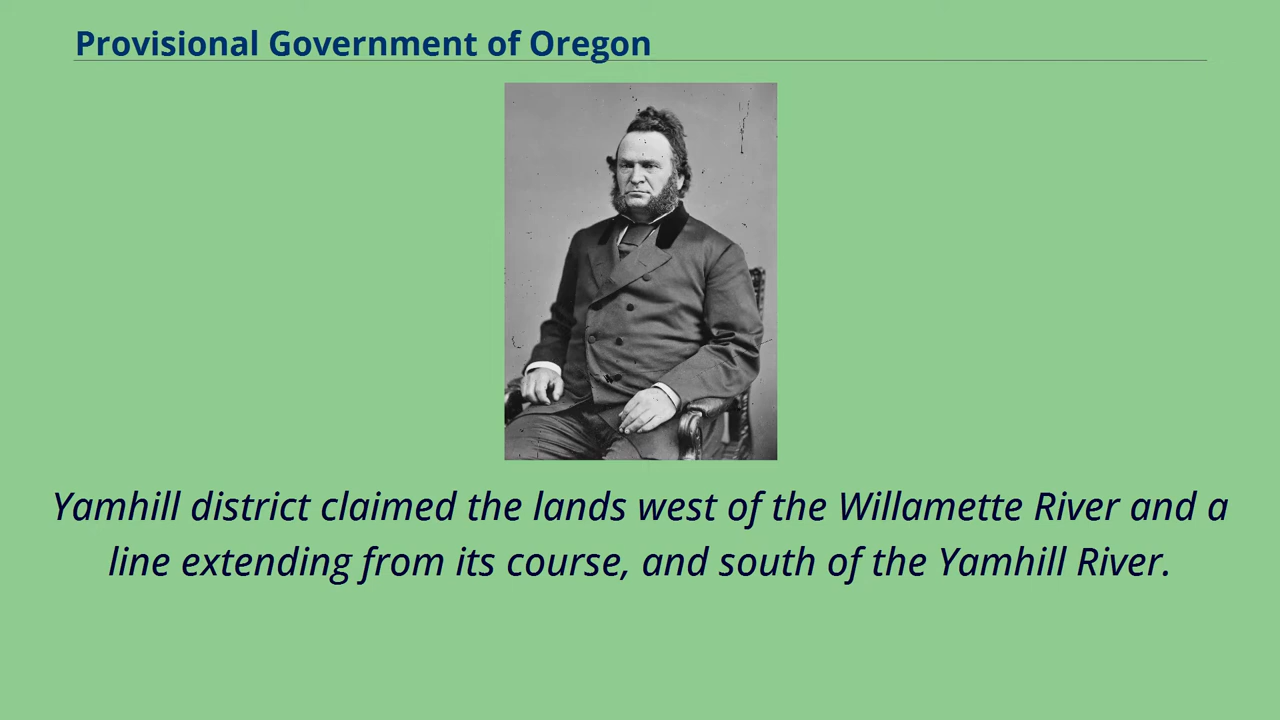 Provisional Government of Oregon
Yamhill district claimed the lands west of the Willamette River and a
line extending from its course, and south of the Yamhill River.